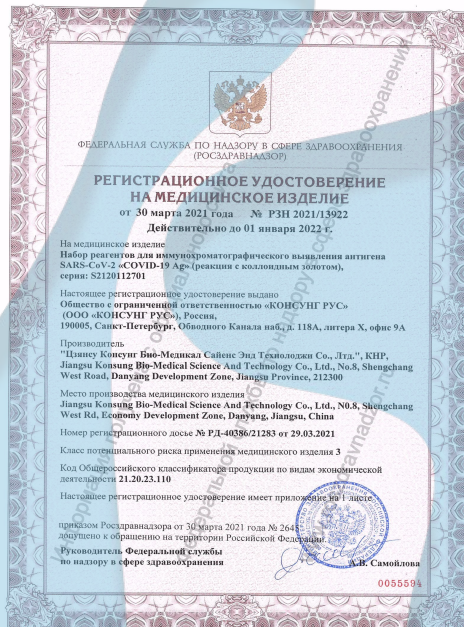 ФЕДЕРАЛЬНАЯ СЛУЖБА ПО НАДЗОРУ В СФЕРЕ ЗДРАВООХРАНЕНИЯ
(РОСЗДРАВНАДЗОР)
РЕГИСТРАЦИОННОЕ УДОСТОВЕРЕНИЕ
НА МЕДИЦИНСКОЕ ИЗДЕЛИЕ
от 30 марта 2021 года № РЗН 2021/13922
Действительно до 01 января 2022 г.
На медицинское изделие
Набор реагентов для иммунохроматографического выявления антигена
SARS-CoV-2 «COVID-19 Ag» (реакции с коллоидным золотом),
серия: S2120112701
Настоящее регистрационное удостоверение выдано
Общество с ограниченной ответственностью «КОНСУНГ РУС»
(ООО «КОНСУНГ РУС»), Россия,
190005, Санкт-Петербург, Обводного Канала наб., д. 118А, литера X, офис 9А
Производитель
"Цзянсу Консунг Био-Медикал Сайенс Энд Технолоджи Со., Лтд.", КНР,
Jiangsu Konsung Bio-Medical Science And Technology Co., Ltd., No.8, Shengchang
West Road, Danyang Development Zone, Jiangsu Province, 212300
Место производства медицинского изделия
Jiangsu Konsung Bio-Medical Science And Technology Co., Ltd., N0.8, Shengchang
West Rd, Economy Development Zone, Danyang, Jiangsu, China
Номер регистрационного досье № РД-40386/21283 от 29.03.2021
Класс потенциального риска применения медицинского изделия 3
Код Общероссийского классификатора продукции по видам экономической
деятельности 21.20.23.110
Настоящее регистрационное удостоверение имеет приложение на 1 листе
приказом Росздравнадзора от 30 марта 2021 года № 264
допущено к обращению на территории Российской Федерации.
Руководитель Федеральной службы
по надзору в сфере здравоохранения
А.В. Самойлова
0055594